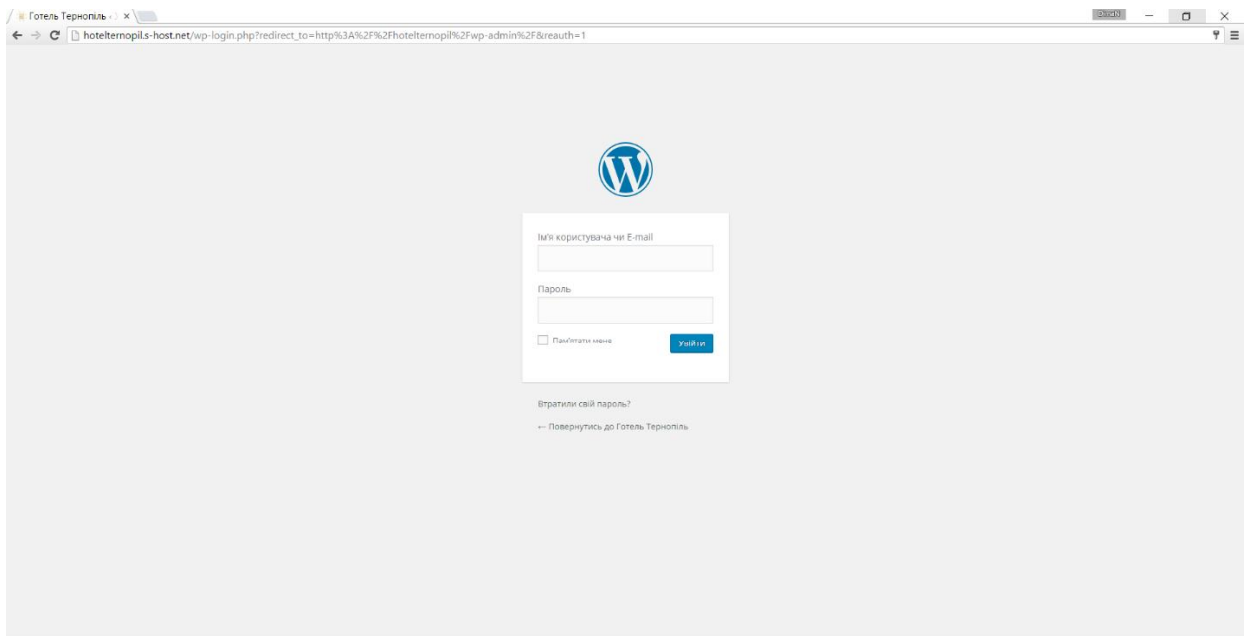 Готель Тернопіль
hotelternopil.s-host.net/wp-login.php?redirect_to=http%3A%2F%2Fhotelternopil%2Fwp-admin%2F&reauth=1
Ім'я користувача чи E-mail
Пароль
Пам'ятати мене
Увійти
Втратили свій пароль?
← Повернутись до Готель Тернопіль